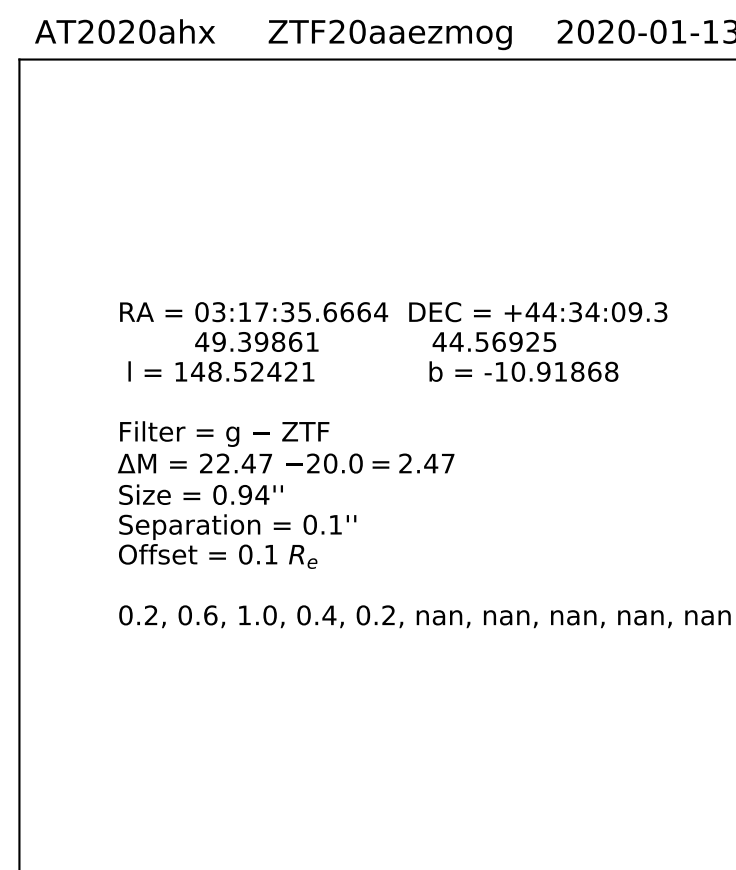 AT2020ahx ZTF20aaezmog 2020-01-13
RA = 03:17:35.6664 DEC = +44:34:09.3
49.39861 44.56925
l = 148.52421 b = -10.91868
Filter = g − ZTF
ΔM = 22.47 −20.0 = 2.47
Size = 0.94''
Separation = 0.1''
Offset = 0.1 Rₑ
0.2, 0.6, 1.0, 0.4, 0.2, nan, nan, nan, nan, nan